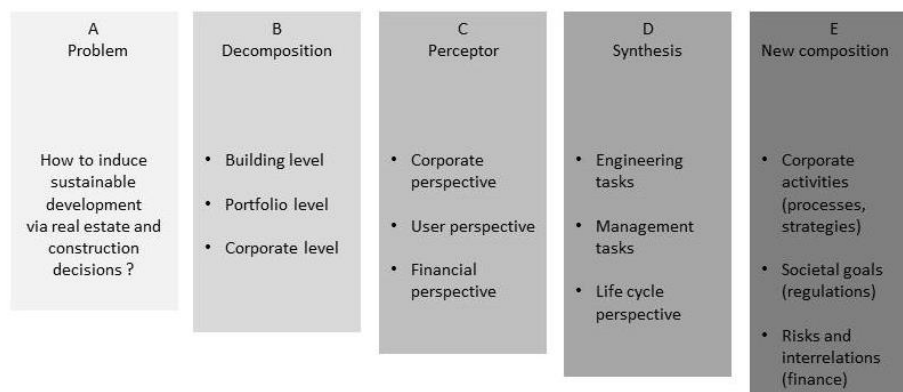 A
Problem
How to induce
sustainable
development
via real estate and
construction
decisions ?
B
Decomposition
• Building level
• Portfolio level
• Corporate level
C
Perceptor
• Corporate
perspective
• User perspective
• Financial
perspective
D
Synthesis
• Engineering
tasks
• Management
tasks
• Life cycle
perspective
E
New composition
• Corporate
activities
(processes,
strategies)
• Societal goals
(regulations)
• Risks and
interrelations
(finance)